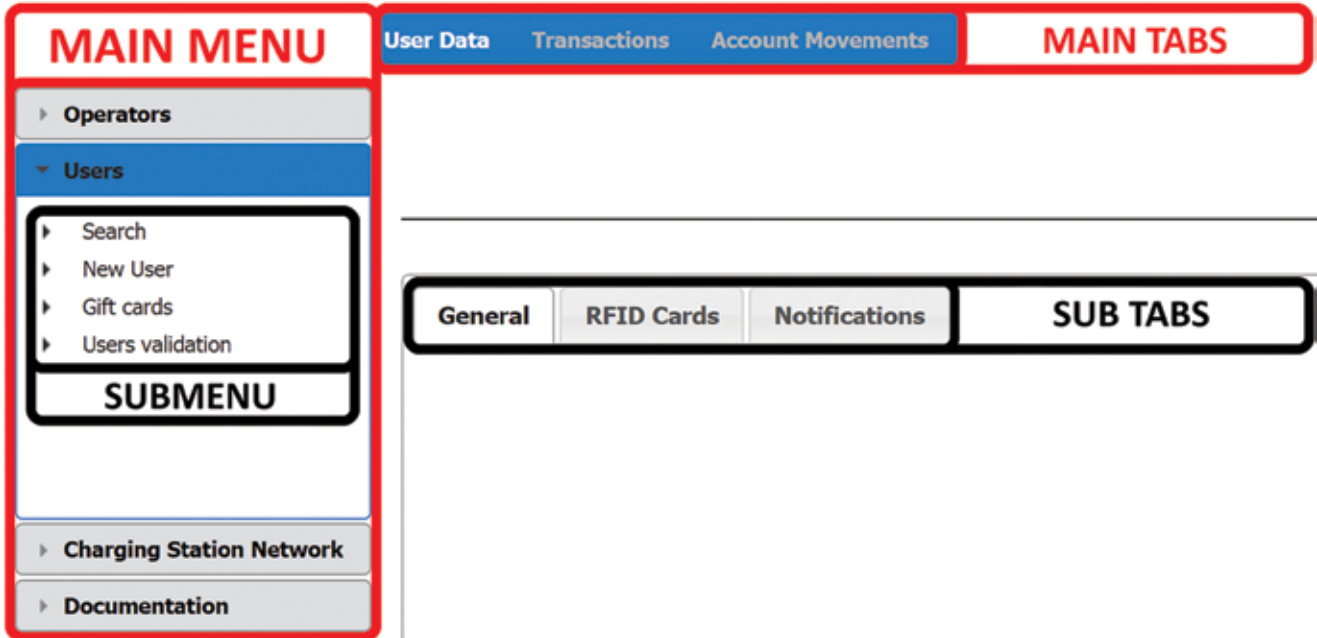 MAIN MENU
User Data Transactions Account Movements MAIN TABS
Operators
Users
Search
New User
Gift cards
Users validation
SUBMENU
General RFID Cards Notifications SUB TABS
Charging Station Network
Documentation